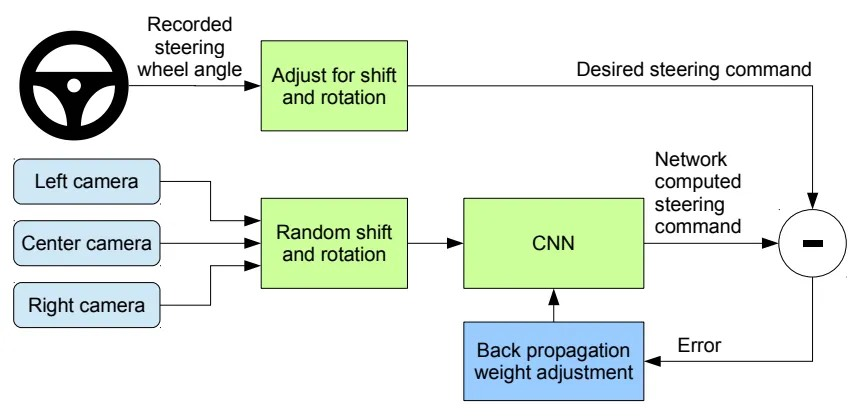 Recorded
steering
wheel angle
Adjust for shift
and rotation
Desired steering command
Left camera
Center camera
Right camera
Random shift
and rotation
CNN
Network
computed
steering
command
-
Back propagation
weight adjustment
Error